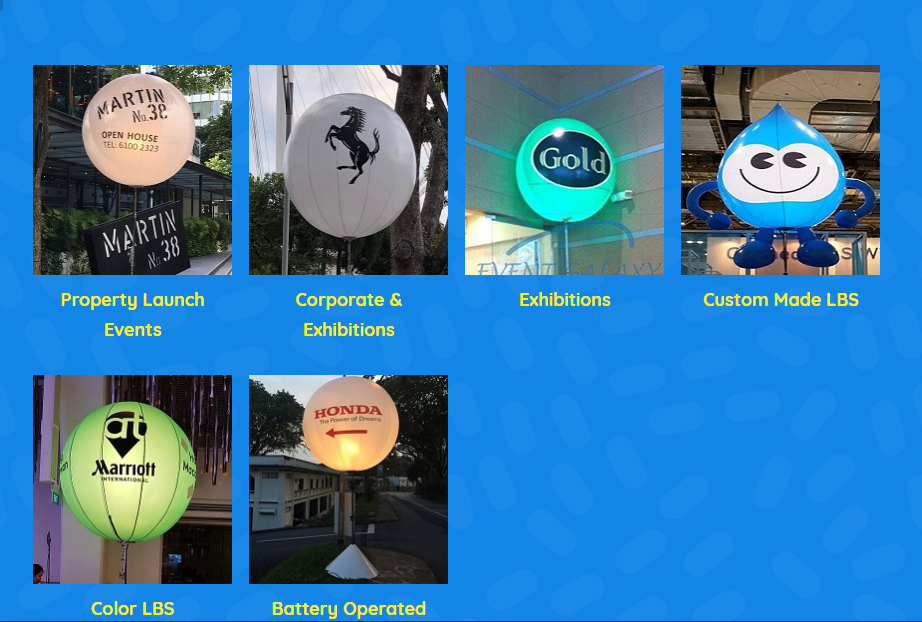 MARTIN
No.38
OPEN HOUSE
TEL: 6100 2323
MARTIN
No.38
Gold
EVENT GALAXY
Property Launch
Events
Corporate &
Exhibitions
Exhibitions
Custom Made LBS
at
Marriott
INTERNATIONAL
HONDA
The Power of Dreams
Color LBS
Battery Operated